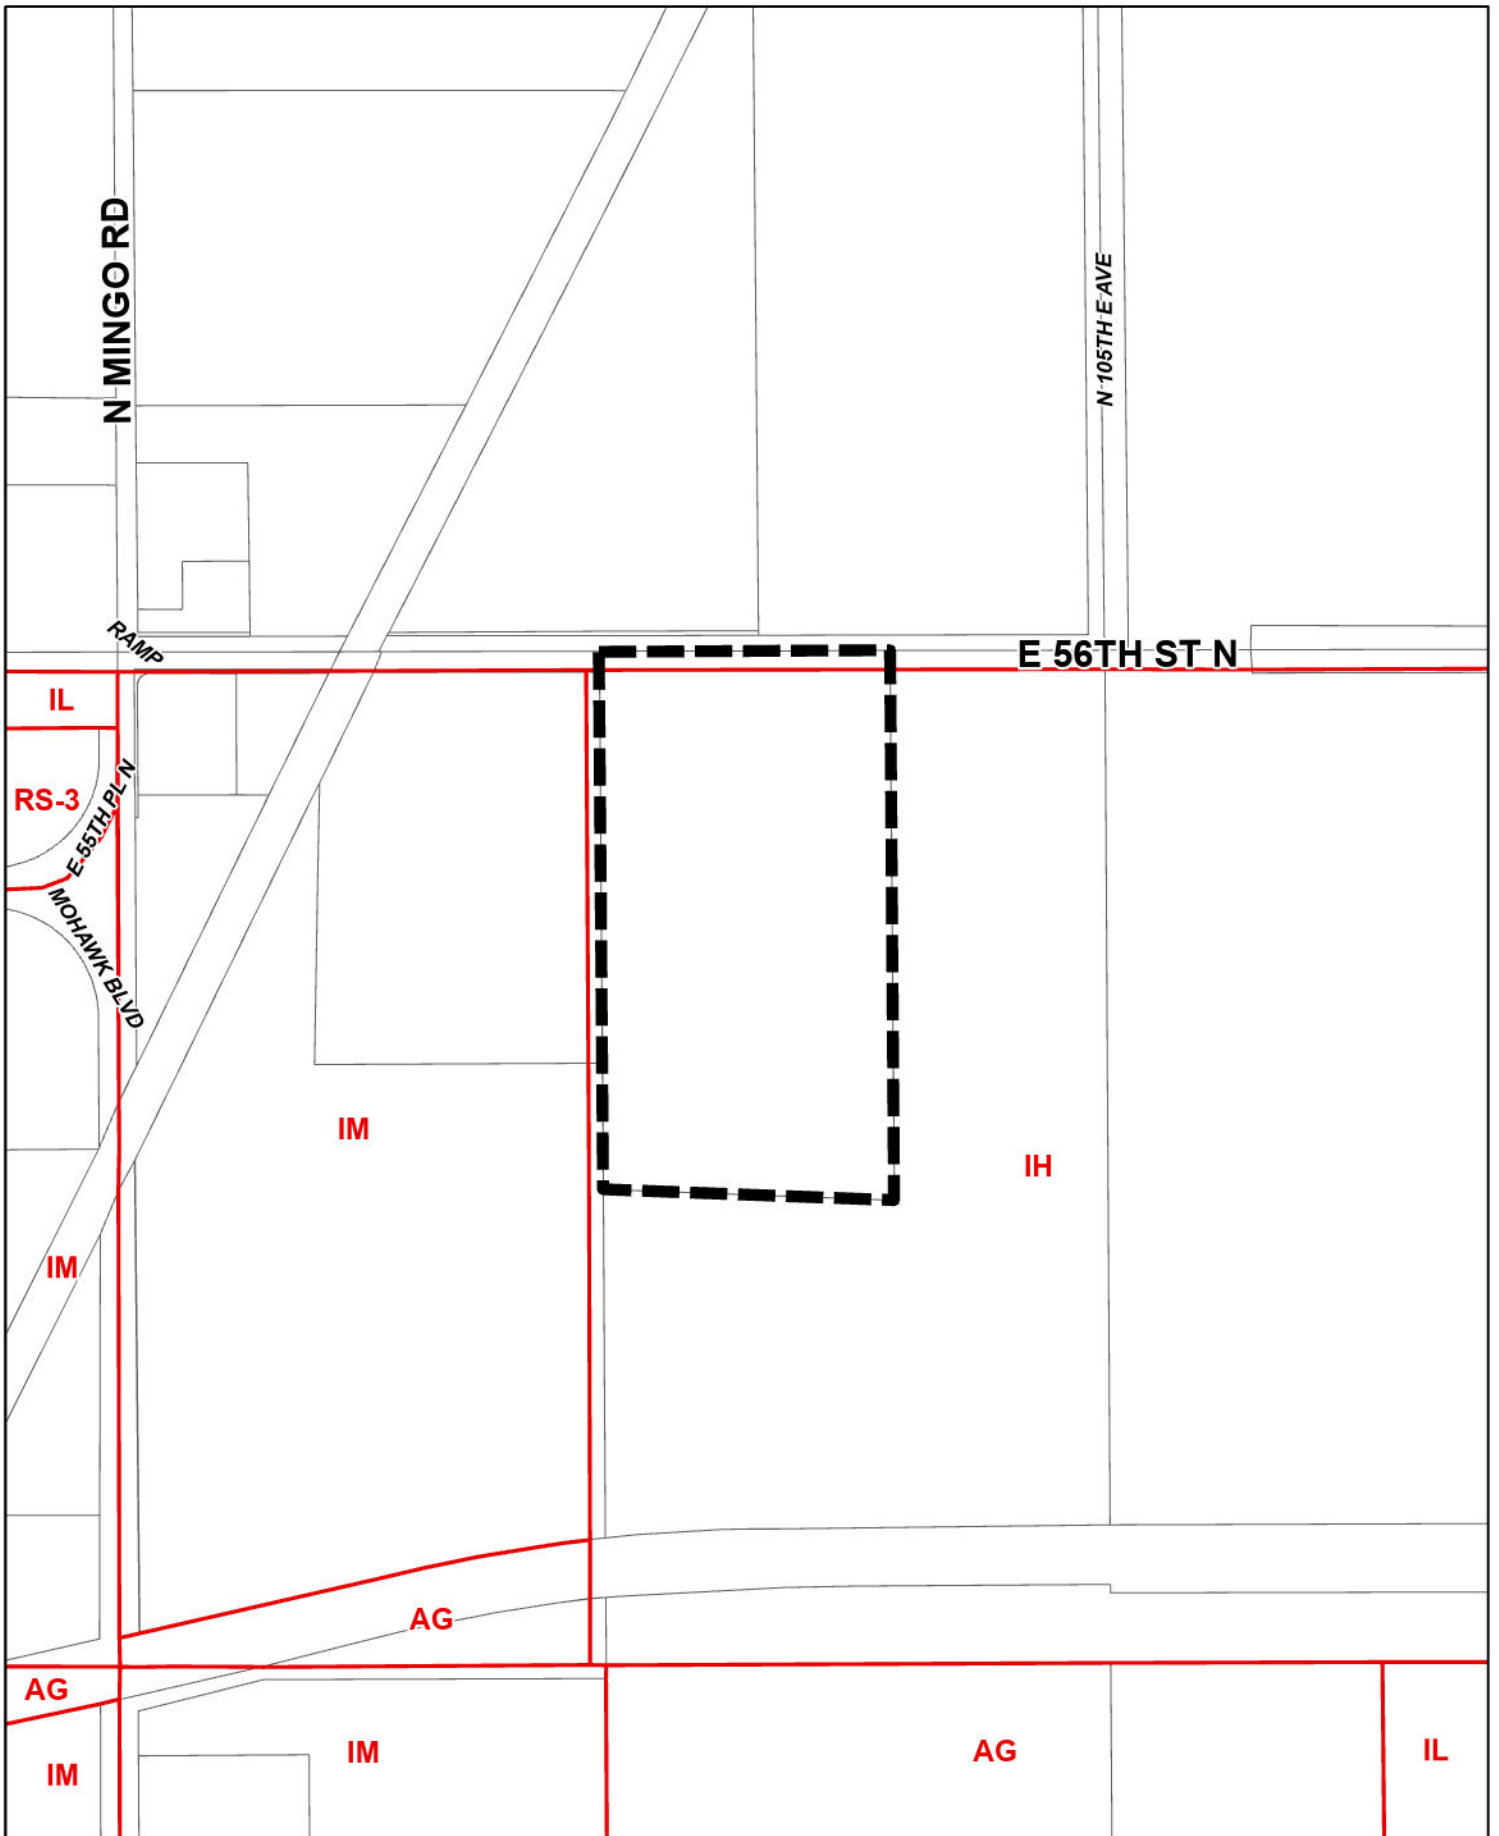 N MINGO RD
N 105TH E AVE
RAMP
E 56TH ST N
IL
RS-3
E 55TH PL N
MOHAWK BLVD
IM
IH
IM
AG
AG
IM
AG
IL
IM